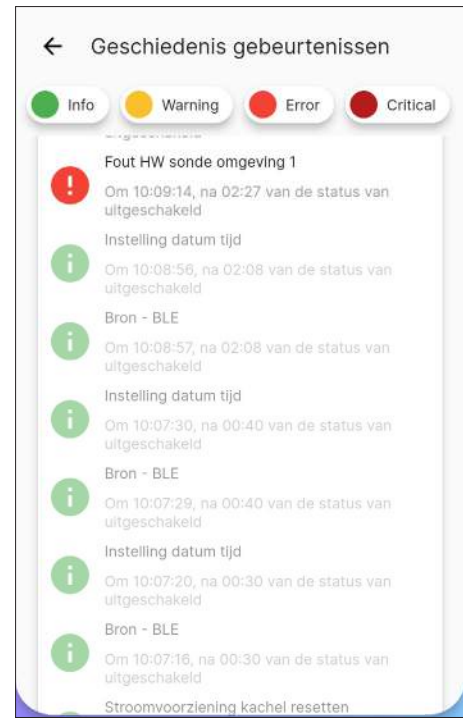 Geschiedenis gebeurtenissen
Info
Warning
Error
Critical
Fout HW sonde omgeving 1
Om 10:09:14, na 02:27 van de status van
uitgeschakeld
Instelling datum tijd
Om 10:08:56, na 02:08 van de status van
uitgeschakeld
Bron - BLE
Om 10:08:57, na 02:08 van de status van
uitgeschakeld
Instelling datum tijd
Om 10:07:30, na 00:40 van de status van
uitgeschakeld
Bron - BLE
Om 10:07:29, na 00:40 van de status van
uitgeschakeld
Instelling datum tijd
Om 10:07:20, na 00:30 van de status van
uitgeschakeld
Bron - BLE
Om 10:07:16, na 00:30 van de status van
uitgeschakeld
Stroomvoorziening kachel resetten